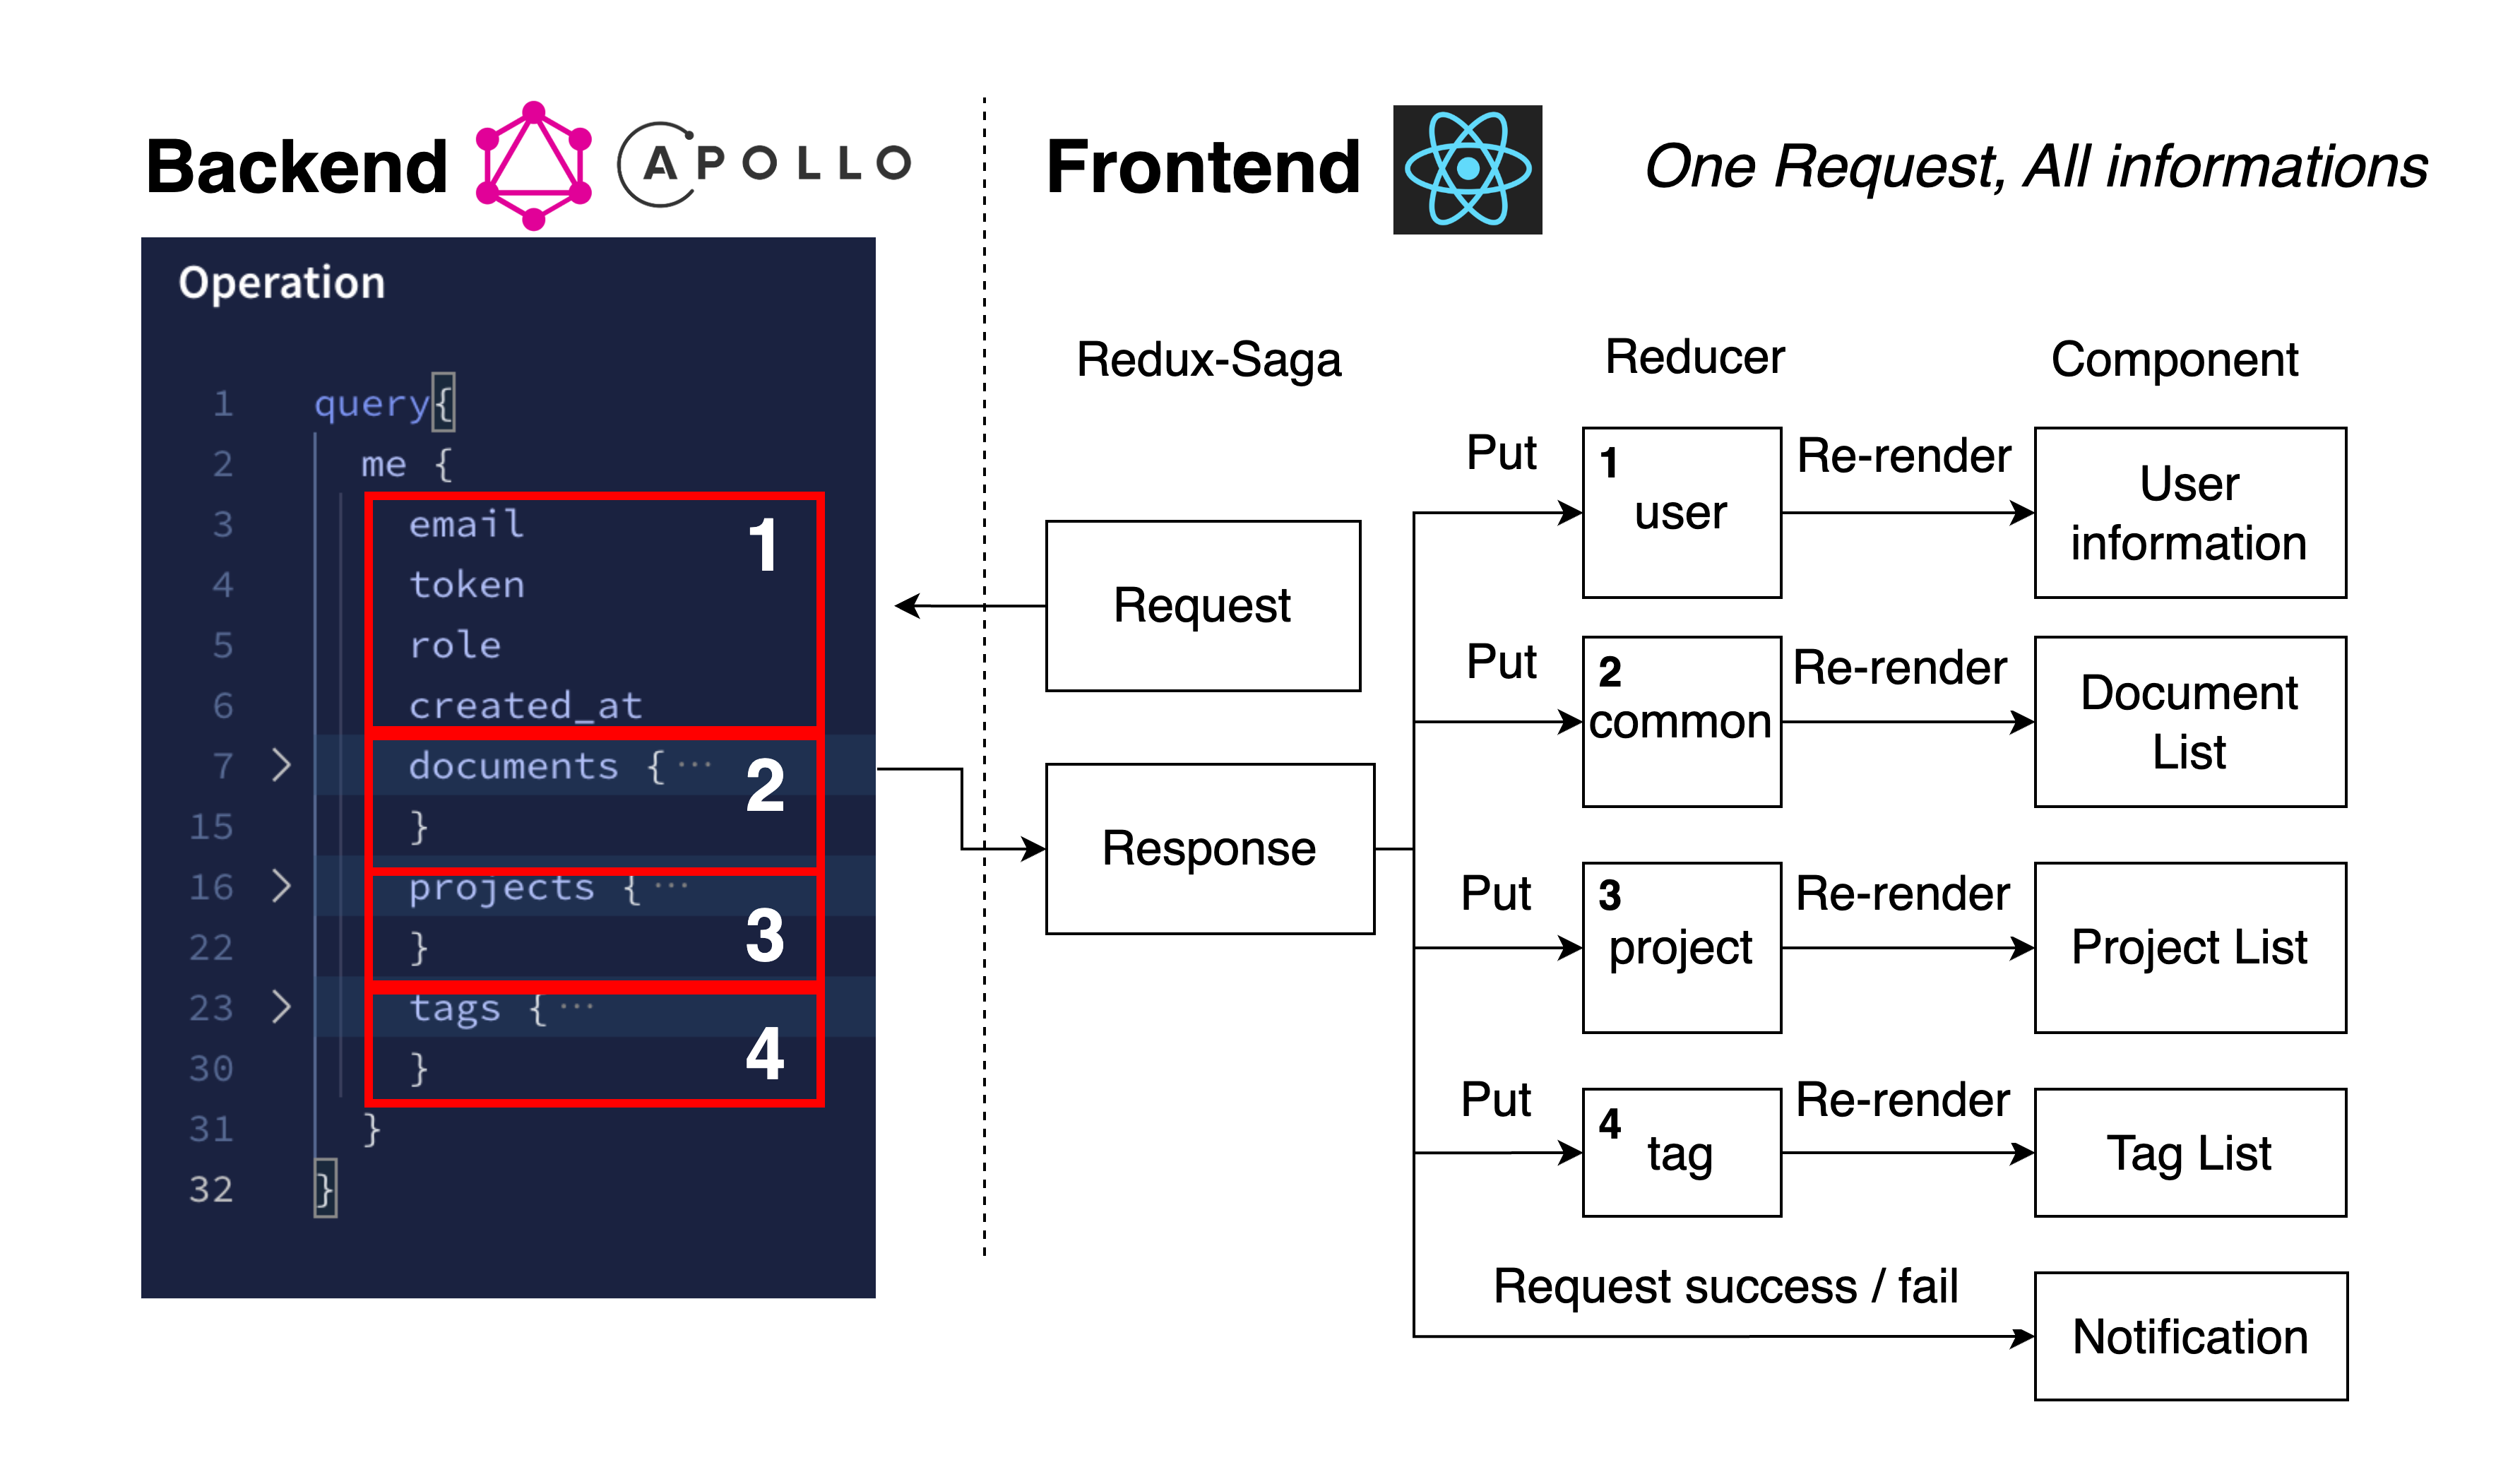 Backend
APOLLO
Operation
1 query{
2 me {
3 email
4 token
5 role
6 created_at
7 documents { ...
15 }
16 projects { ...
22 }
23 tags { ...
30 }
31 }
32 }
1
2
3
4
Frontend
One Request, All informations
Redux-Saga
Reducer
Component
Request
Response
Put
1
user
Re-render
User
information
Put
2
common
Re-render
Document
List
Put
3
project
Re-render
Project List
Put
4
tag
Re-render
Tag List
Request success / fail
Notification